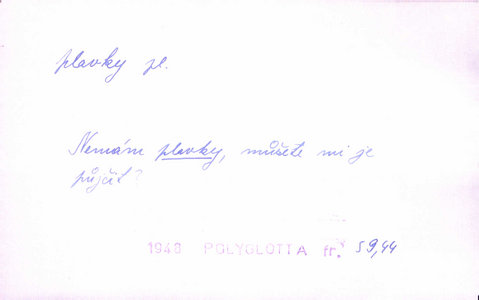 plavky pl.
Nemám plavky, můžete mi je
půjčit?
1948 POLYGLOTTA fr. 59,44